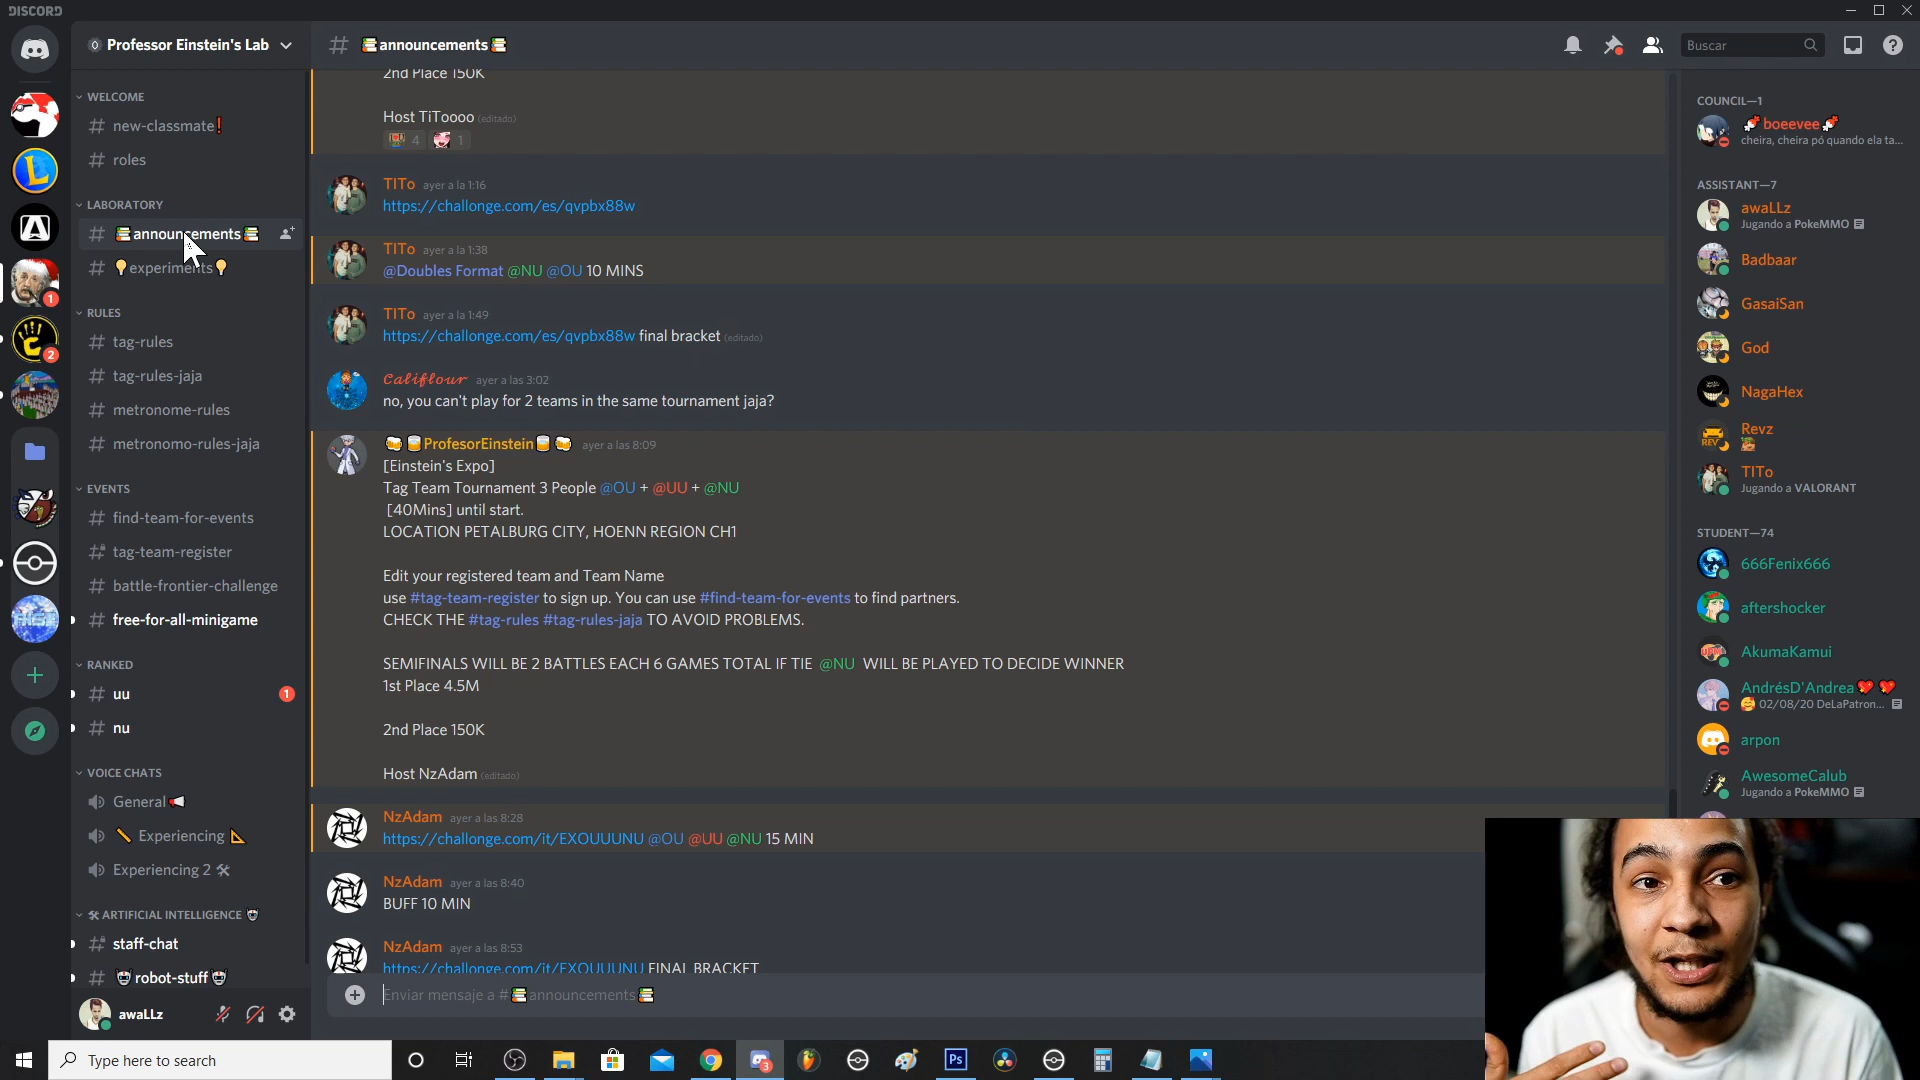 DISCORD
Professor Einstein's Lab
WELCOME
new-classmate❗
roles
LABORATORY
📚announcements📚
💡experiments💡
RULES
tag-rules
tag-rules-jaja
metronome-rules
metronomo-rules-jaja
EVENTS
find-team-for-events
tag-team-register
battle-frontier-challenge
free-for-all-minigame
RANKED
uu 1
nu
VOICE CHATS
General📢
📏 Experiencing 📐
Experiencing 2 🛠
🛠 ARTIFICIAL INTELLIGENCE 🤖
staff-chat
🤖robot-stuff🤖
awaLLz
1
2
# 📚announcements📚
Buscar
2nd Place 150K
Host TiToooo (editado)
4 1
TITo ayer a la 1:16
https://challonge.com/es/qvpbx88w
TITo ayer a la 1:38
@Doubles Format @NU @OU 10 MINS
TITo ayer a la 1:49
https://challonge.com/es/qvpbx88w final bracket (editado)
Califlour ayer a las 3:02
no, you can't play for 2 teams in the same tournament jaja?
🍻🥃ProfesorEinstein🥃🍻 ayer a las 8:09
[Einstein's Expo]
Tag Team Tournament 3 People @OU + @UU + @NU
[40Mins] until start.
LOCATION PETALBURG CITY, HOENN REGION CH1
Edit your registered team and Team Name
use #tag-team-register to sign up. You can use #find-team-for-events to find partners.
CHECK THE #tag-rules #tag-rules-jaja TO AVOID PROBLEMS.
SEMIFINALS WILL BE 2 BATTLES EACH 6 GAMES TOTAL IF TIE @NU WILL BE PLAYED TO DECIDE WINNER
1st Place 4.5M
2nd Place 150K
Host NzAdam (editado)
NzAdam ayer a las 8:28
https://challonge.com/it/EXOUUUNU @OU @UU @NU 15 MIN
NzAdam ayer a las 8:40
BUFF 10 MIN
NzAdam ayer a las 8:53
https://challonge.com/it/EXOUUUNU FINAL BRACKET
Enviar mensaje a #📚announcements📚
COUNCIL—1
boeevee
cheira, cheira pó quando ela ta...
ASSISTANT—7
awaLLz
Jugando a PokeMMO
Badbaar
GasaiSan
God
NagaHex
Revz
TITo
Jugando a VALORANT
STUDENT—74
666Fenix666
aftershocker
AkumaKamui
AndrésD'Andrea
02/08/20 DeLaPatron...
arpon
AwesomeCalub
Jugando a PokeMMO
Type here to search
3
Ps